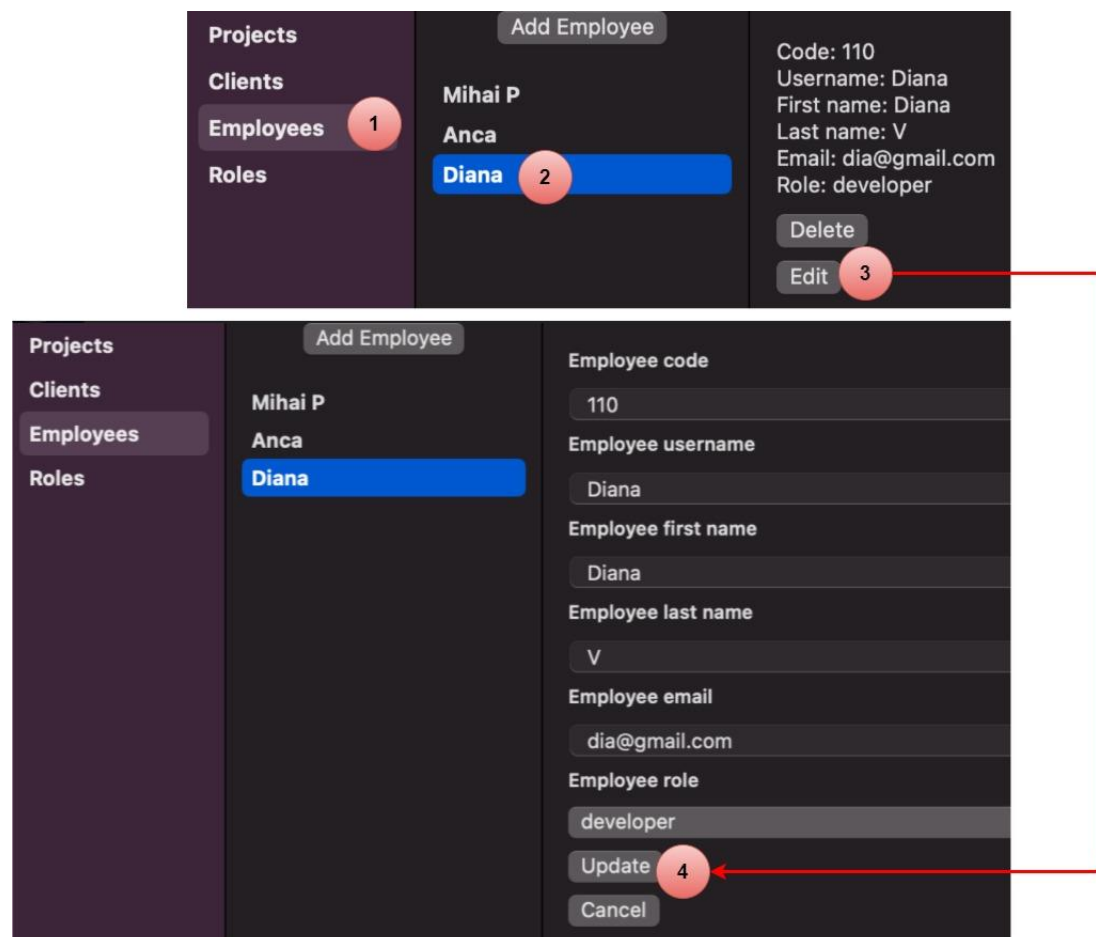 Projects
Clients
Employees
1
Roles
Add Employee
Mihai P
Anca
Diana
2
Code: 110
Username: Diana
First name: Diana
Last name: V
Email: dia@gmail.com
Role: developer
Delete
Edit
3
Projects
Clients
Employees
Roles
Add Employee
Mihai P
Anca
Diana
Employee code
110
Employee username
Diana
Employee first name
Diana
Employee last name
V
Employee email
dia@gmail.com
Employee role
developer
Update
4
Cancel